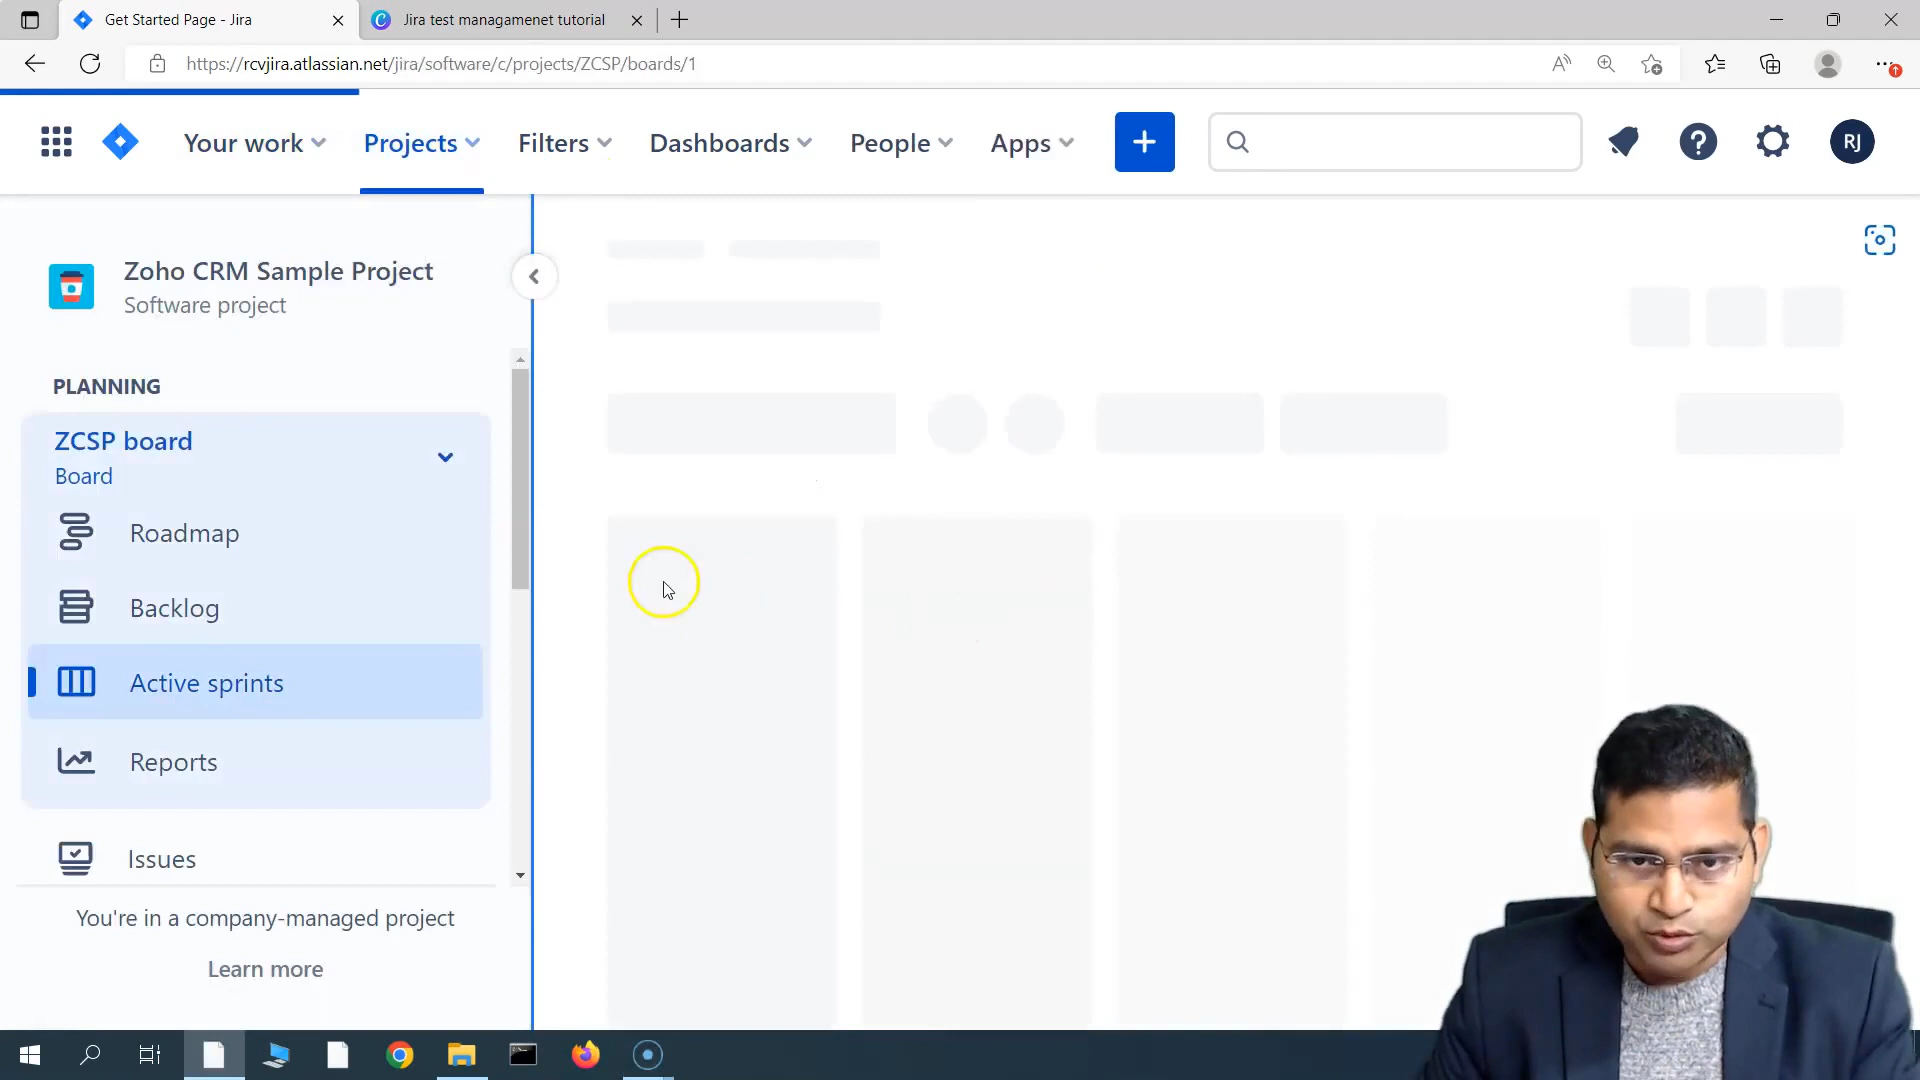 Get Started Page - Jira
Jira test managamenet tutorial
https://rcvjira.atlassian.net/jira/software/c/projects/ZCSP/boards/1
Your work
Projects
Filters
Dashboards
People
Apps
RJ
Zoho CRM Sample Project
Software project
PLANNING
ZCSP board
Board
Roadmap
Backlog
Active sprints
Reports
Issues
You're in a company-managed project
Learn more